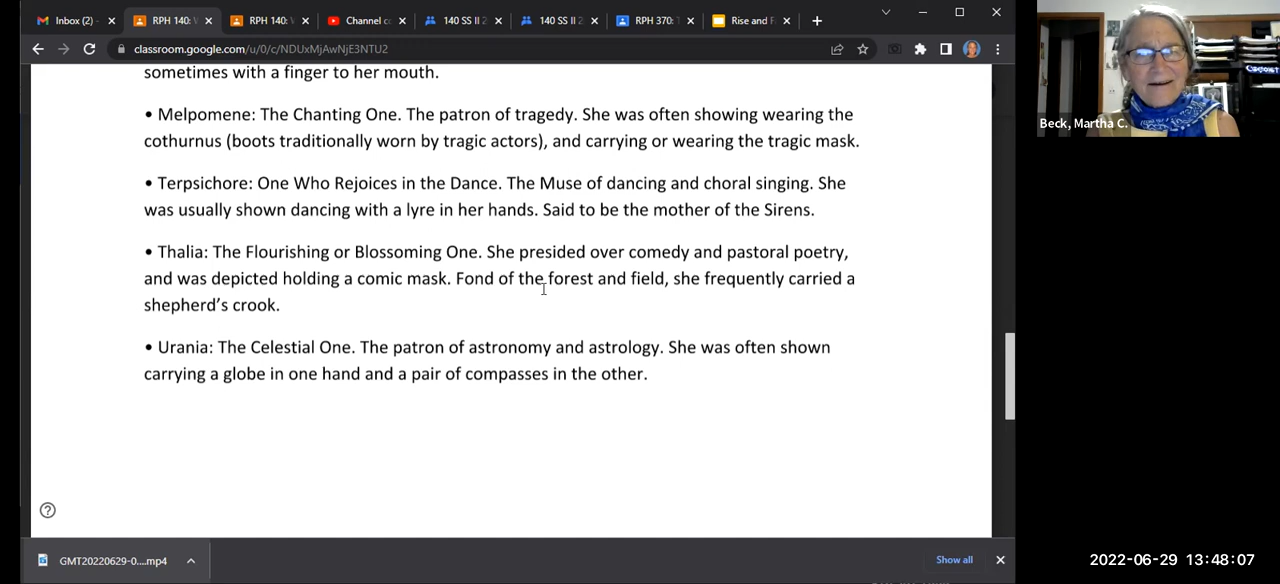 Inbox (2) -
RPH 140: W
RPH 140: W
Channel co
140 SS II 2
140 SS II 2
RPH 370: T
Rise and F
classroom.google.com/u/0/c/NDUxMjAwNjE3NTU2
sometimes with a finger to her mouth.
• Melpomene: The Chanting One. The patron of tragedy. She was often showing wearing the
cothurnus (boots traditionally worn by tragic actors), and carrying or wearing the tragic mask.
• Terpsichore: One Who Rejoices in the Dance. The Muse of dancing and choral singing. She
was usually shown dancing with a lyre in her hands. Said to be the mother of the Sirens.
• Thalia: The Flourishing or Blossoming One. She presided over comedy and pastoral poetry,
and was depicted holding a comic mask. Fond of the forest and field, she frequently carried a
shepherd's crook.
• Urania: The Celestial One. The patron of astronomy and astrology. She was often shown
carrying a globe in one hand and a pair of compasses in the other.
GMT20220629-0....mp4
Show all
Beck, Martha C.
2022-06-29 13:48:07